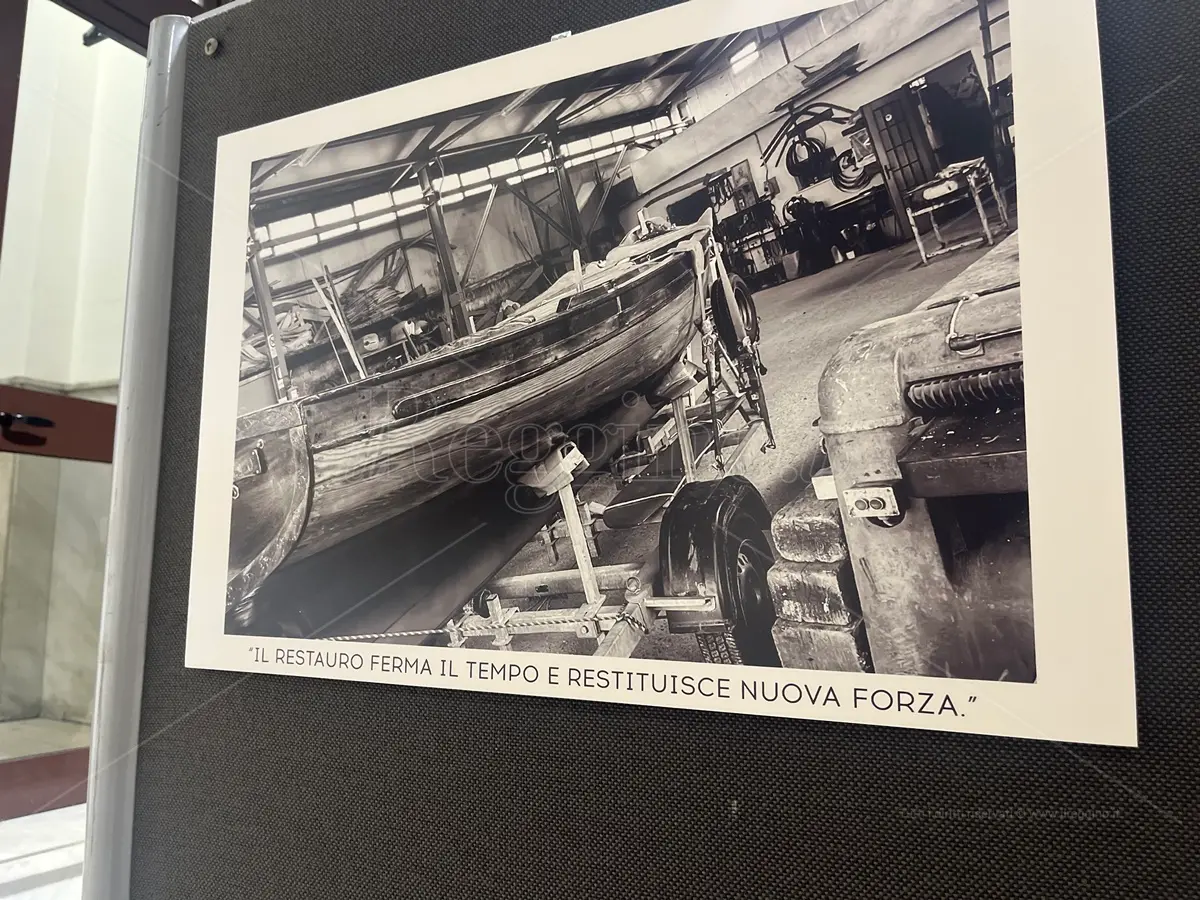 “IL RESTAURO FERMA IL TEMPO E RESTITUISCE NUOVA FORZA.”